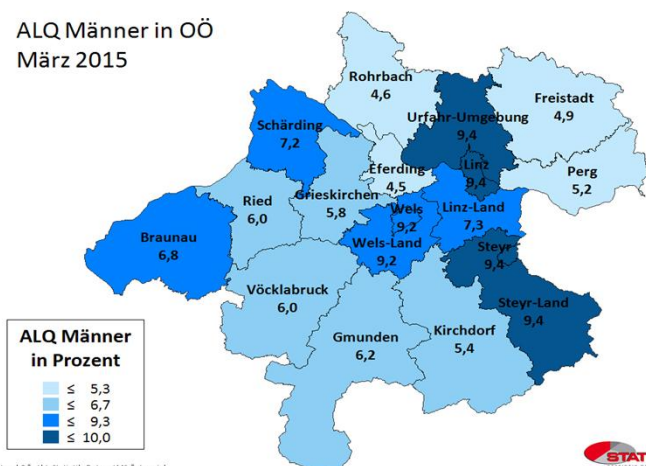 ALQ Männer in OÖ
März 2015
Rohrbach
4,6
Freistadt
4,9
Urfahr-Umgebung
9,4
Schärding
7,2
Linz
9,4
Eferding
4,5
Perg
5,2
Ried
6,0
Grieskirchen
5,8
Wels
9,2
Linz-Land
7,3
Braunau
6,8
Wels-Land
9,2
Steyr
9,4
Vöcklabruck
6,0
Steyr-Land
9,4
Gmunden
6,2
Kirchdorf
5,4
ALQ Männer
in Prozent
≤ 5,3
≤ 6,7
≤ 9,3
≤ 10,0
STAT